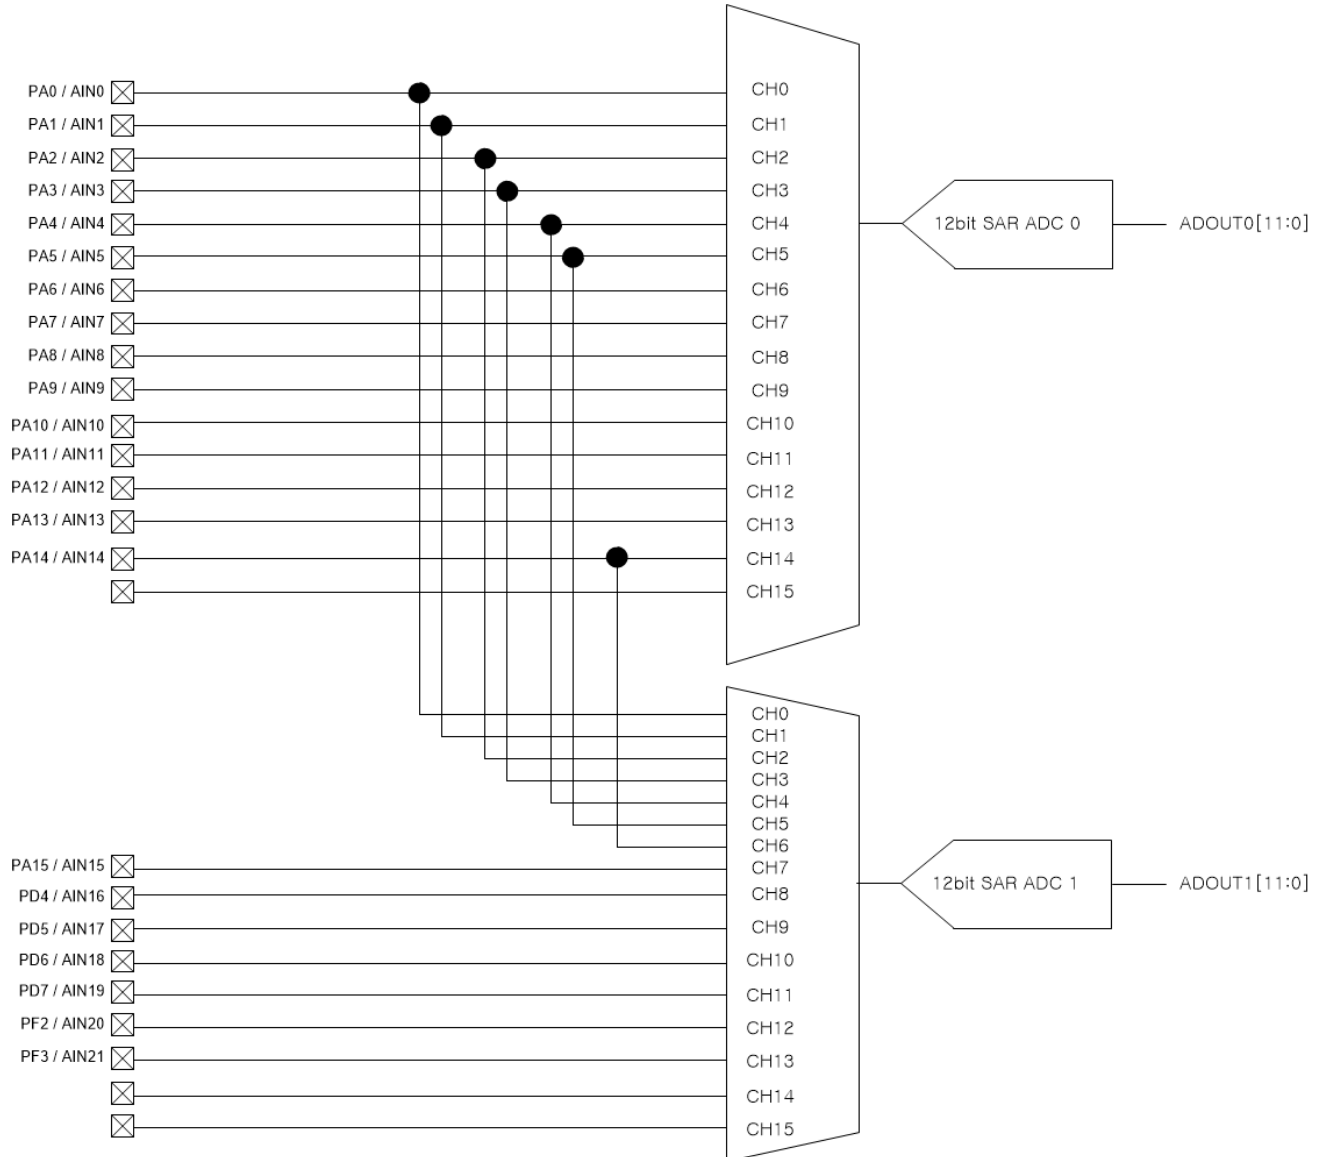 PA0 / AIN0
CH0
PA1 / AIN1
CH1
PA2 / AIN2
CH2
PA3 / AIN3
CH3
PA4 / AIN4
CH4
12bit SAR ADC 0
ADOUT0[11:0]
PA5 / AIN5
CH5
PA6 / AIN6
CH6
PA7 / AIN7
CH7
PA8 / AIN8
CH8
PA9 / AIN9
CH9
PA10 / AIN10
CH10
PA11 / AIN11
CH11
PA12 / AIN12
CH12
PA13 / AIN13
CH13
PA14 / AIN14
CH14
CH15
CH0
CH1
CH2
CH3
CH4
CH5
CH6
PA15 / AIN15
CH7
12bit SAR ADC 1
ADOUT1[11:0]
PD4 / AIN16
CH8
PD5 / AIN17
CH9
PD6 / AIN18
CH10
PD7 / AIN19
CH11
PF2 / AIN20
CH12
PF3 / AIN21
CH13
CH14
CH15